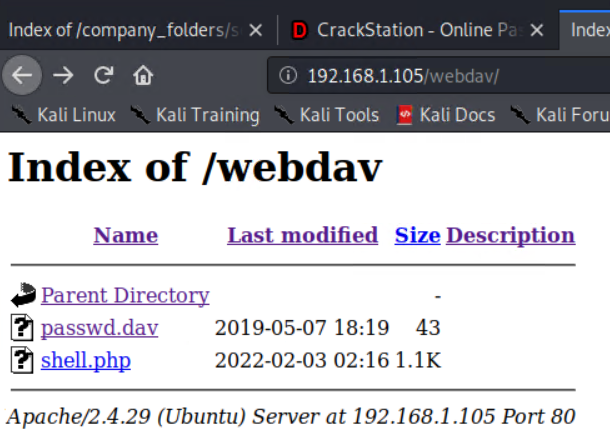 Index of /company_folders/s
CrackStation - Online Pas
Index
192.168.1.105/webdav/
Kali Linux Kali Training Kali Tools Kali Docs Kali Foru
Index of /webdav
Name Last modified Size Description
Parent Directory -
passwd.dav 2019-05-07 18:19 43
shell.php 2022-02-03 02:16 1.1K
Apache/2.4.29 (Ubuntu) Server at 192.168.1.105 Port 80